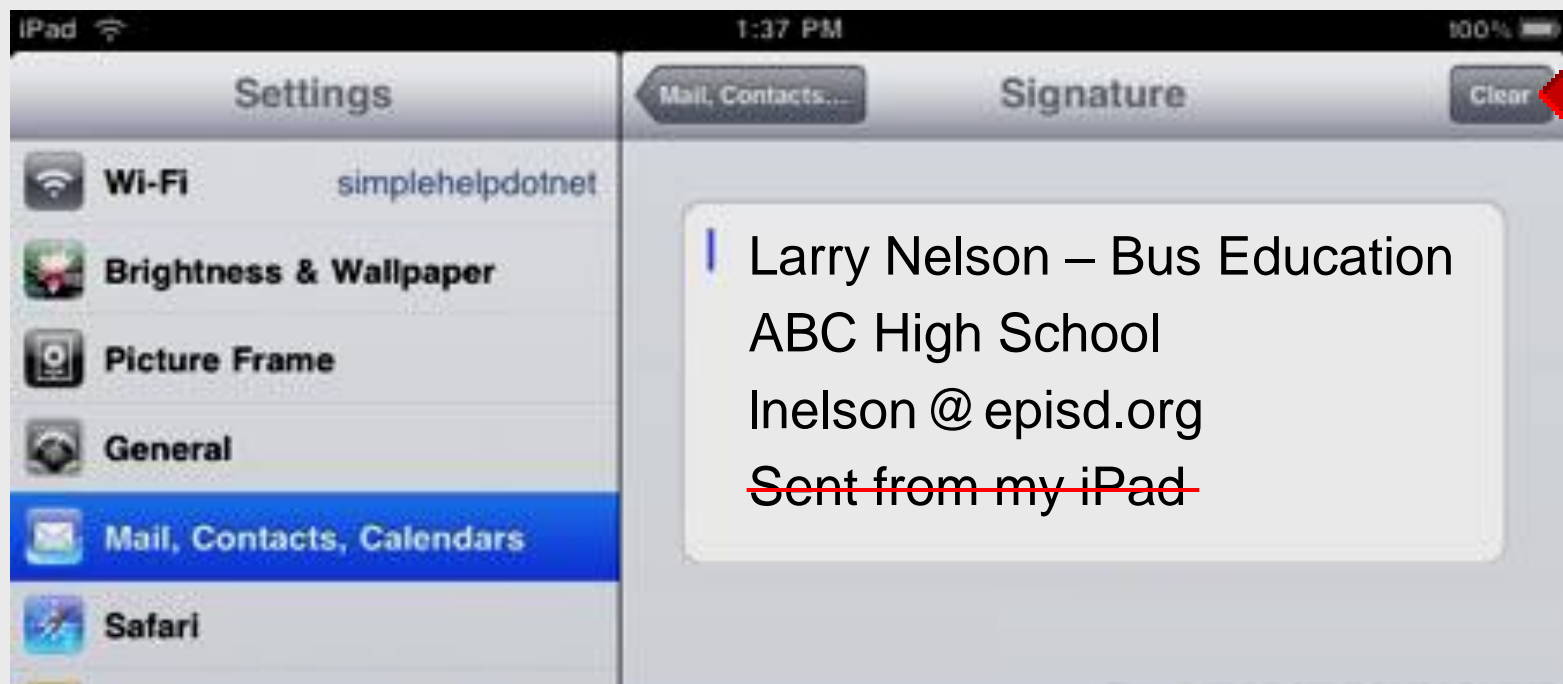 iPad 1:37 PM 100%
Settings
Mail, Contacts... Signature Clear
Wi-Fi simplehelpdotnet
Brightness & Wallpaper
Picture Frame
General
Mail, Contacts, Calendars
Safari
Larry Nelson – Bus Education
ABC High School
lnelson @ episd.org
Sent from my iPad